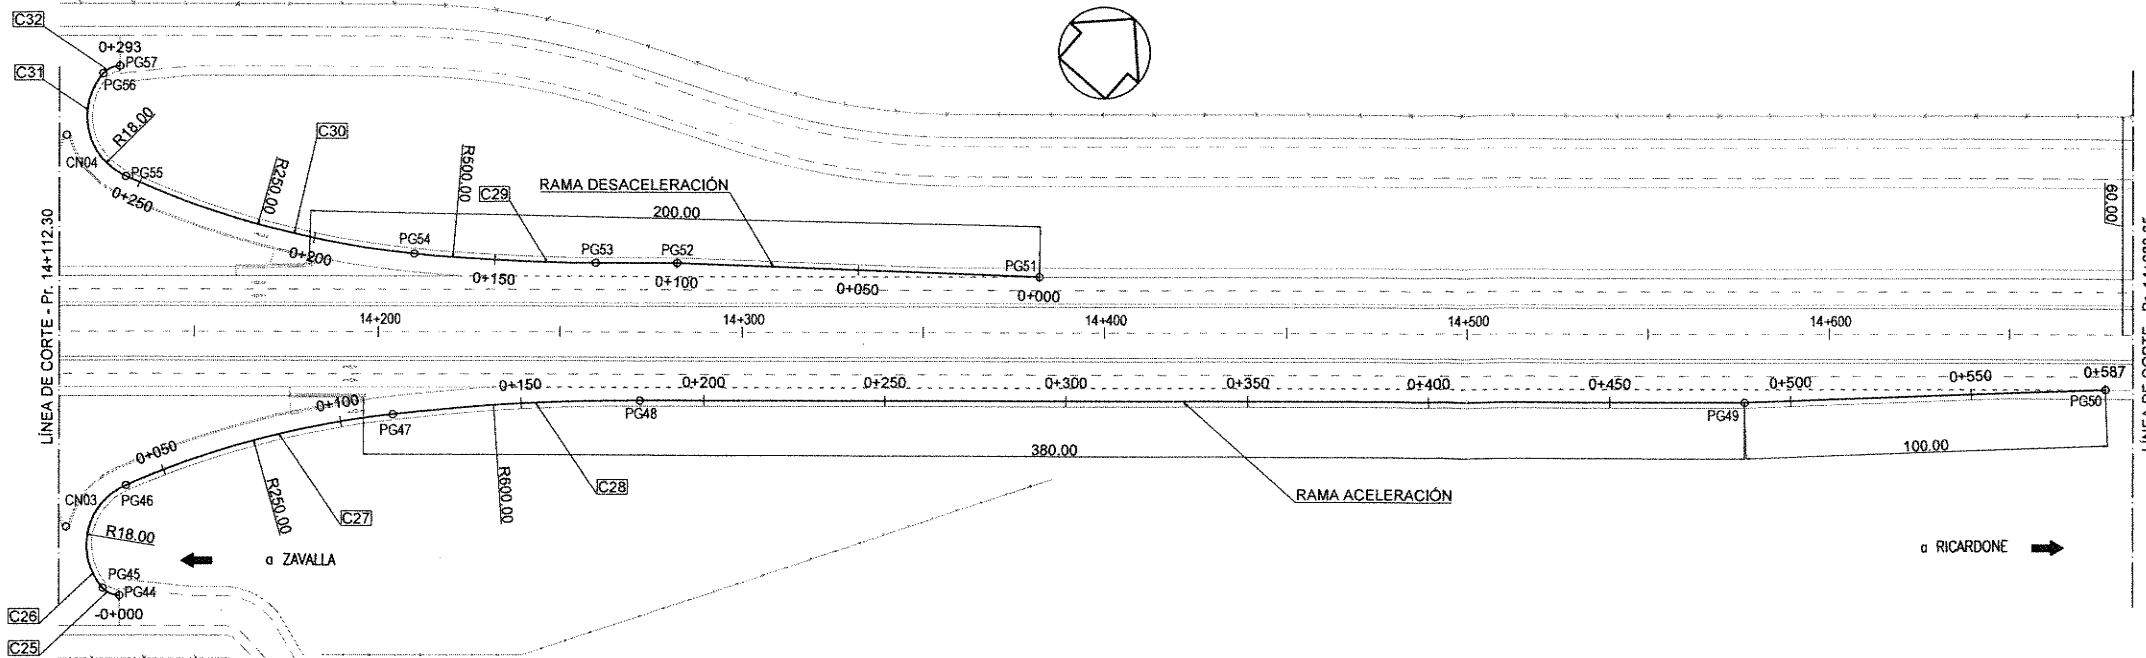 C32
0+293
PG57
C31
PG56
R18.00
CN04
PG55
0+250
R250.00
C30
R500.00
C29
RAMA DESACELERACIÓN
200.00
PG54
0+200
0+150
PG53
PG52
0+100
0+050
PG51
0+000
60.00
LÍNEA DE CORTE - Pr. 14+112.30
14+200
14+300
14+400
14+500
14+600
LÍNEA DE CORTE
0+050
0+100
0+150
0+200
0+250
0+300
0+350
0+400
0+450
0+500
0+550
0+587
PG47
PG48
PG49
PG50
380.00
100.00
CN03
PG46
R250.00
C27
R600.00
C28
RAMA ACELERACIÓN
R18.00
a ZAVALLA
a RICARDONE
PG45
PG44
C26
-0+000
C25